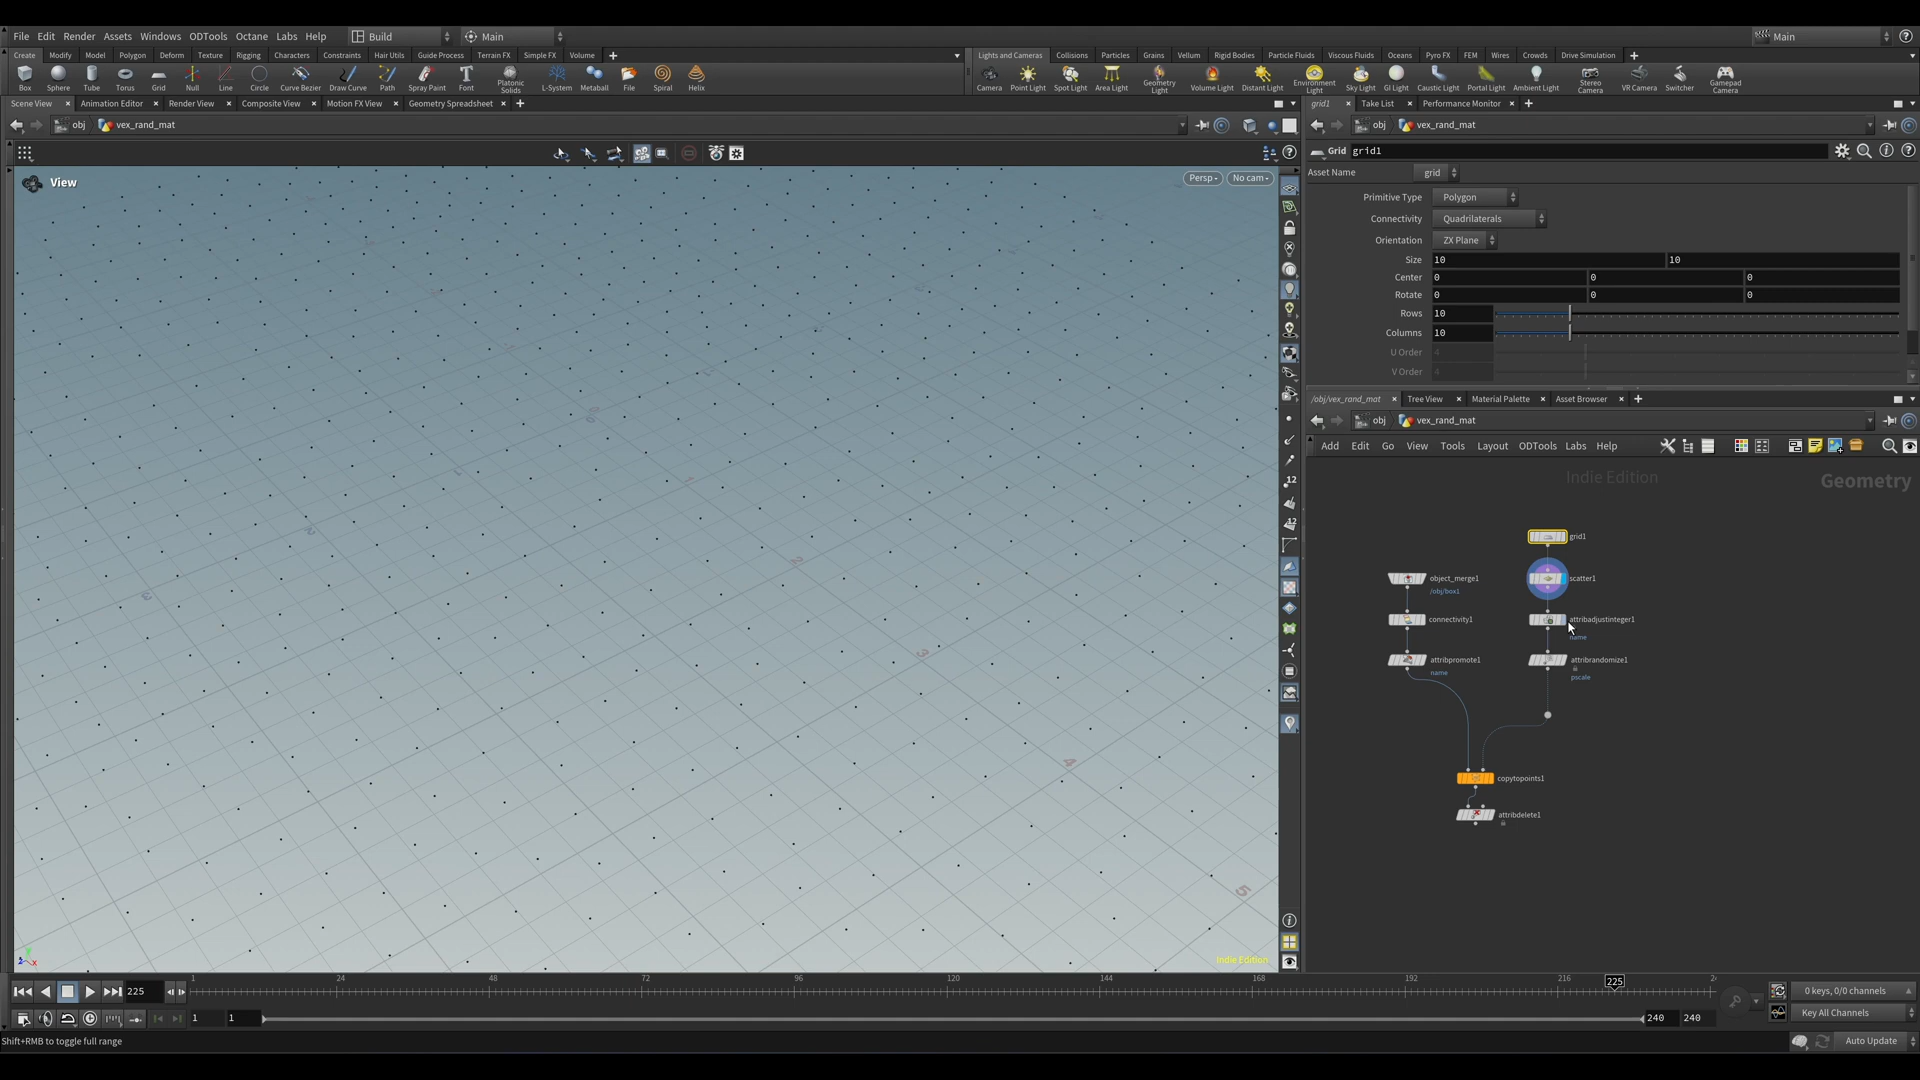 File Edit Render Assets Windows ODTools Octane Labs Help Build Main Main
Create Modify Model Polygon Deform Texture Rigging Characters Constraints Hair Utils Guide Process Terrain FX Simple FX Volume
Lights and Cameras Collisions Particles Grains Vellum Rigid Bodies Particle Fluids Viscous Fluids Oceans Pyro FX FEM Wires Crowds Drive Simulation
Box Sphere Tube Torus Grid Null Line Circle Curve Bezier Draw Curve Path Spray Paint Font Platonic Solids L-System Metaball File Spiral Helix
Camera Point Light Spot Light Area Light Geometry Light Volume Light Distant Light Environment Light Sky Light GI Light Caustic Light Portal Light Ambient Light Stereo Camera VR Camera Switcher Gamepad Camera
Scene View Animation Editor Render View Composite View Motion FX View Geometry Spreadsheet
grid1 Take List Performance Monitor
obj vex_rand_mat
obj vex_rand_mat
Grid grid1
Asset Name grid
View
Persp No cam
Primitive Type Polygon
Connectivity Quadrilaterals
Orientation ZX Plane
Size 10 10
Center 0 0 0
Rotate 0 0 0
Rows 10
Columns 10
U Order 4
V Order 4
/obj/vex_rand_mat Tree View Material Palette Asset Browser
obj vex_rand_mat
Add Edit Go View Tools Layout ODTools Labs Help
Indie Edition
Geometry
grid1
object_merge1
/obj/box1
scatter1
connectivity1
attribadjustinteger1
name
attribpromote1
name
attribrandomize1
pscale
copytopoints1
attribdelete1
12
12
3
4
5
Indie Edition
225
1 24 48 72 96 120 144 168 192 216 225
0 keys, 0/0 channels
1 1 240 240
Key All Channels
Shift+RMB to toggle full range
Auto Update